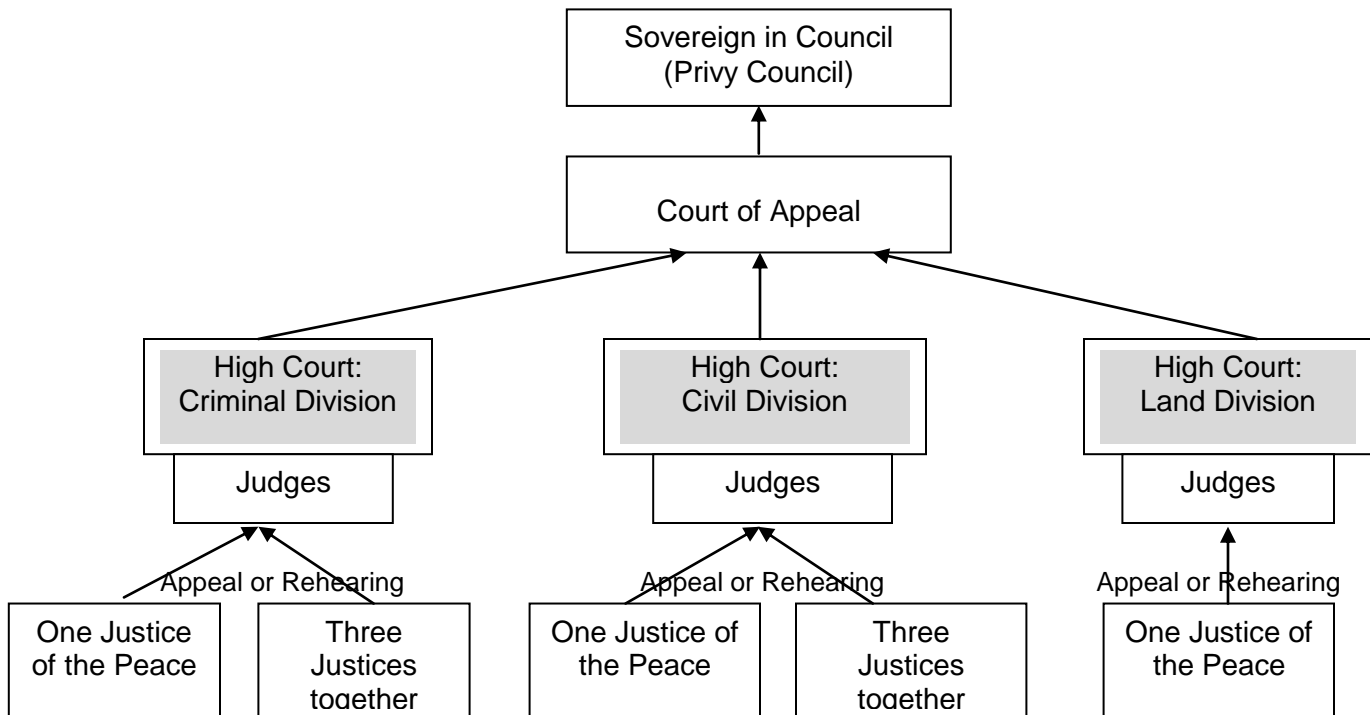 Sovereign in Council
(Privy Council)
Court of Appeal
High Court:
Criminal Division
High Court:
Civil Division
High Court:
Land Division
Judges
Judges
Judges
Appeal or Rehearing
Appeal or Rehearing
Appeal or Rehearing
One Justice
of the Peace
Three
Justices
together
One Justice of
the Peace
Three
Justices
together
One Justice of
the Peace